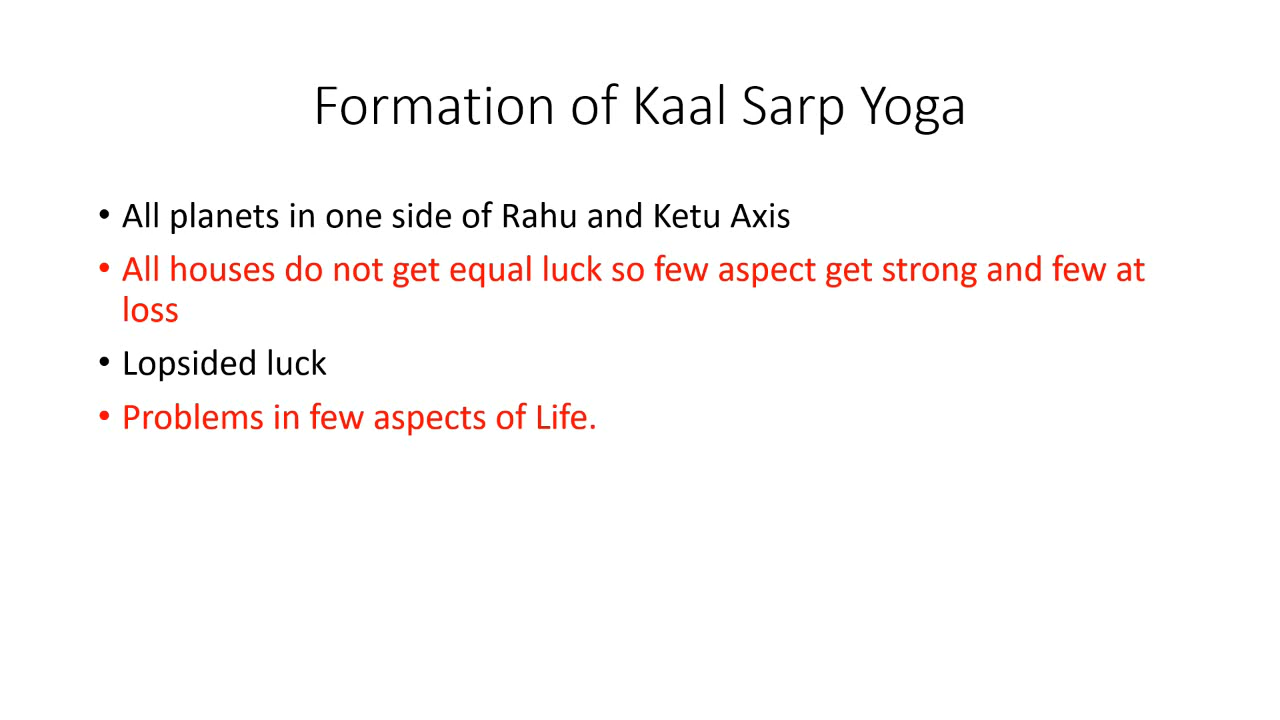 Formation of Kaal Sarp Yoga
• All planets in one side of Rahu and Ketu Axis
• All houses do not get equal luck so few aspect get strong and few at
loss
• Lopsided luck
• Problems in few aspects of Life.